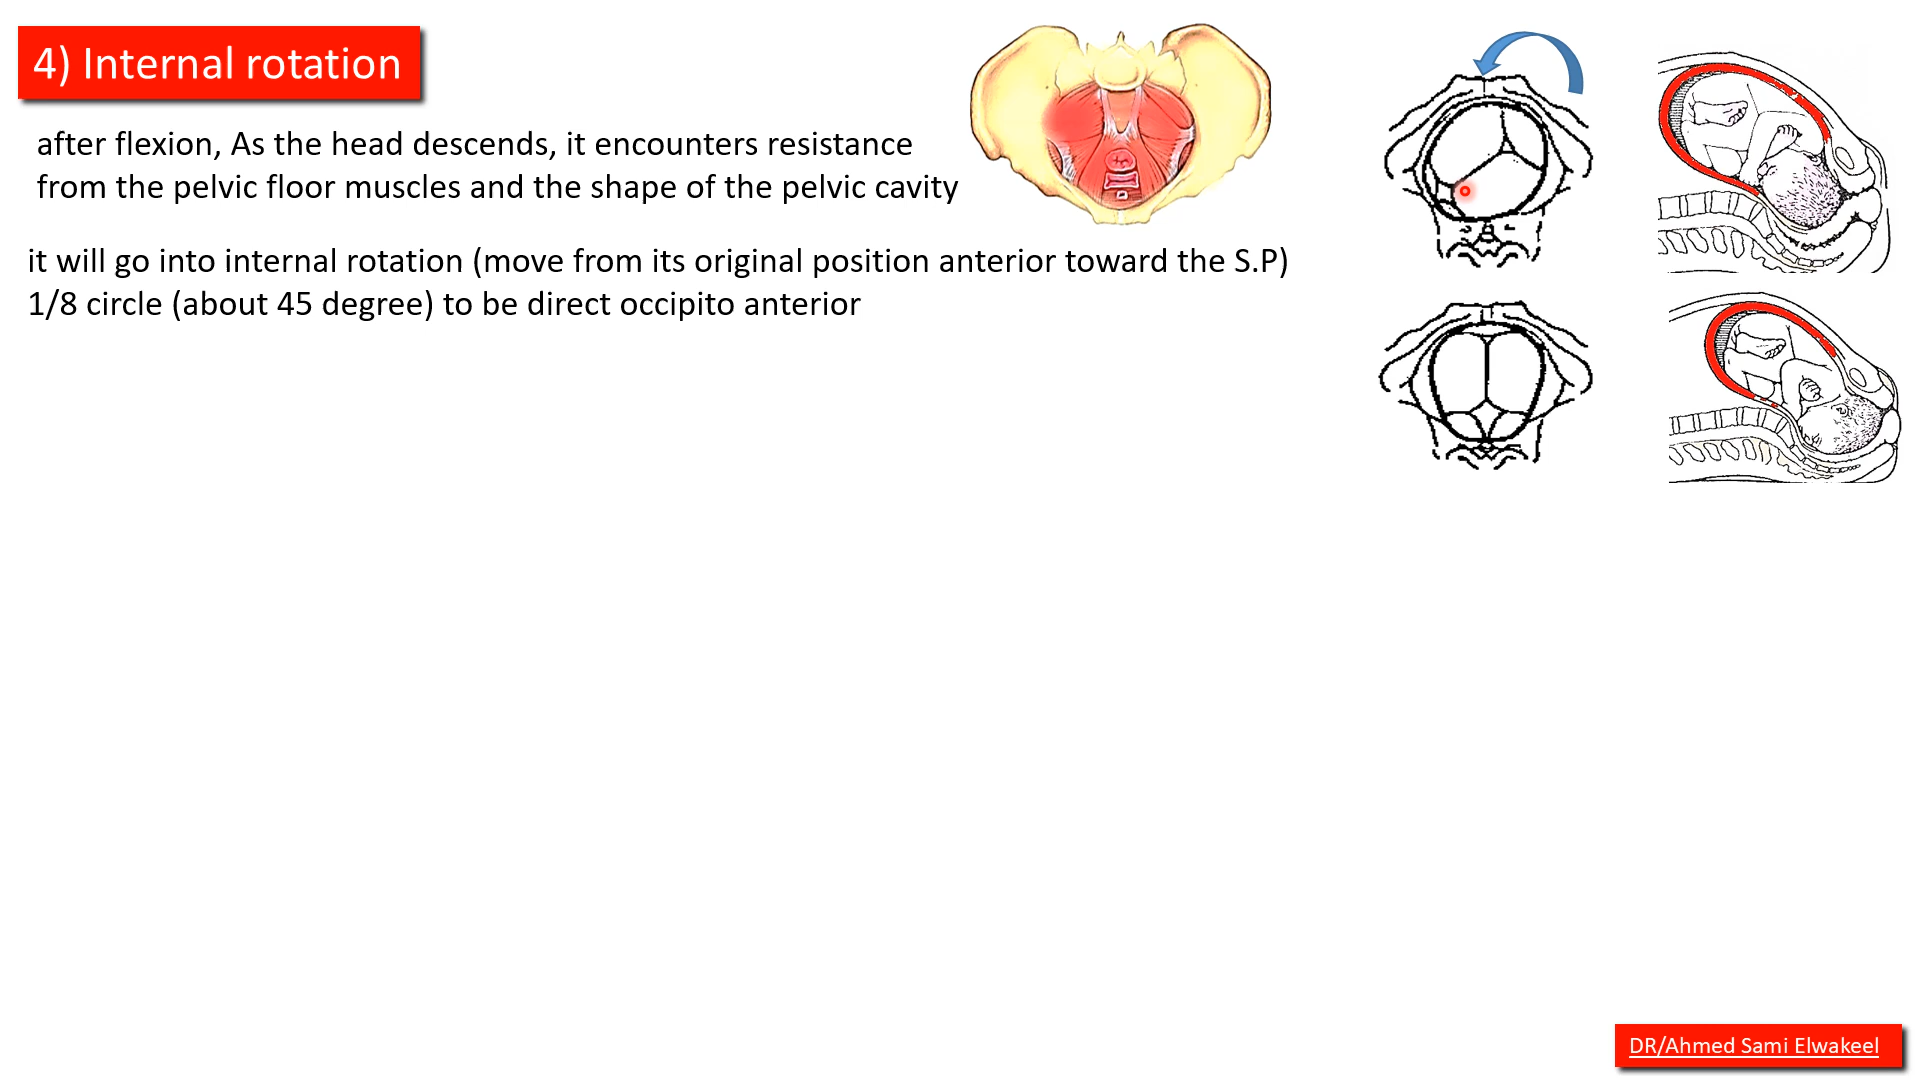 4) Internal rotation
after flexion, As the head descends, it encounters resistance
from the pelvic floor muscles and the shape of the pelvic cavity
it will go into internal rotation (move from its original position anterior toward the S.P)
1/8 circle (about 45 degree) to be direct occipito anterior
DR/Ahmed Sami Elwakeel